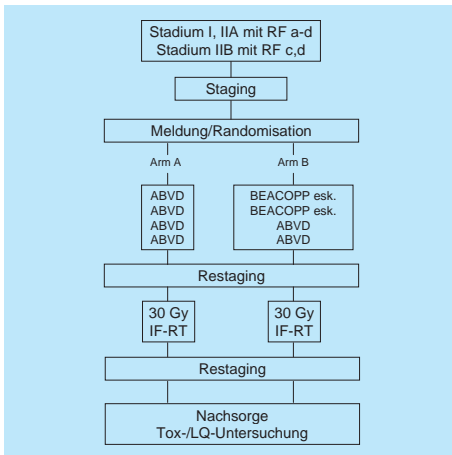 Stadium I, IIA mit RF a-d
Stadium IIB mit RF c,d
Staging
Meldung/Randomisation
Arm A
Arm B
ABVD
ABVD
ABVD
ABVD
BEACOPP esk.
BEACOPP esk.
ABVD
ABVD
Restaging
30 Gy
IF-RT
30 Gy
IF-RT
Restaging
Nachsorge
Tox-/LQ-Untersuchung